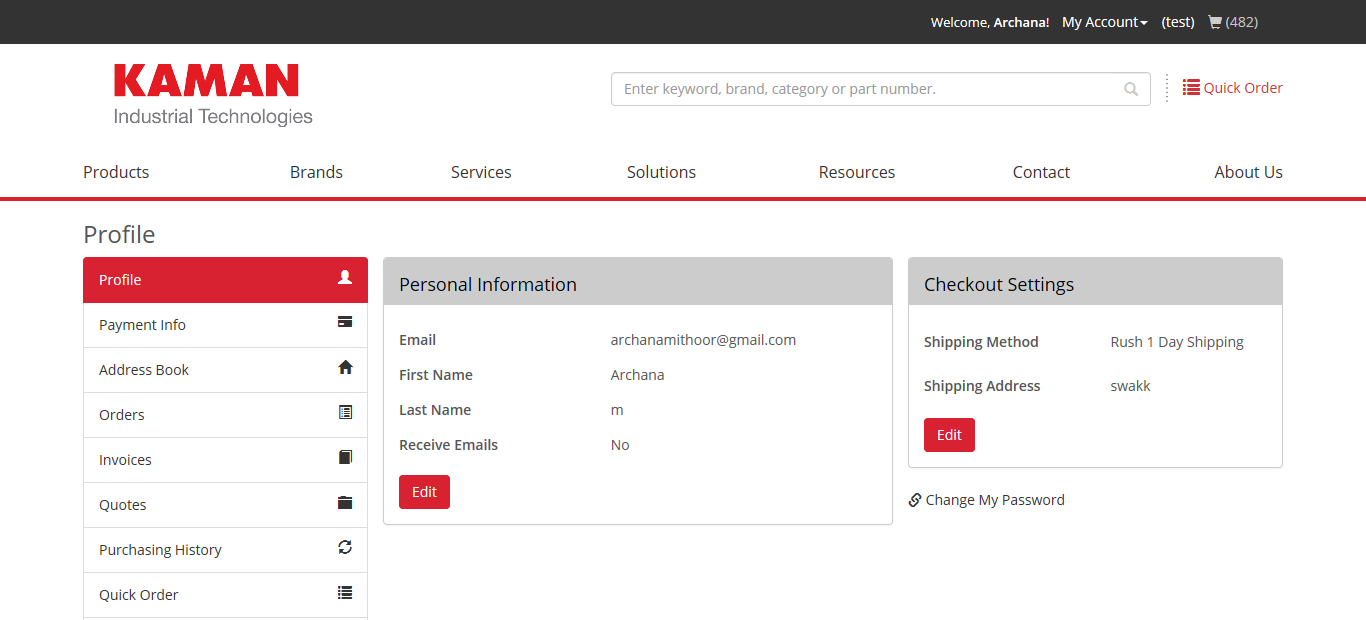 Welcome, Archana! My Account (test) (482)
KAMAN
Industrial Technologies
Enter keyword, brand, category or part number.
Quick Order
Products Brands Services Solutions Resources Contact About Us
Profile
Profile
Payment Info
Address Book
Orders
Invoices
Quotes
Purchasing History
Quick Order
Personal Information
Email archanamithoor@gmail.com
First Name Archana
Last Name m
Receive Emails No
Edit
Checkout Settings
Shipping Method Rush 1 Day Shipping
Shipping Address swakk
Edit
Change My Password